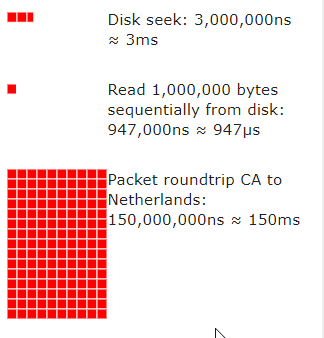 Disk seek: 3,000,000ns
≈ 3ms
Read 1,000,000 bytes
sequentially from disk:
947,000ns ≈ 947μs
Packet roundtrip CA to
Netherlands:
150,000,000ns ≈ 150ms